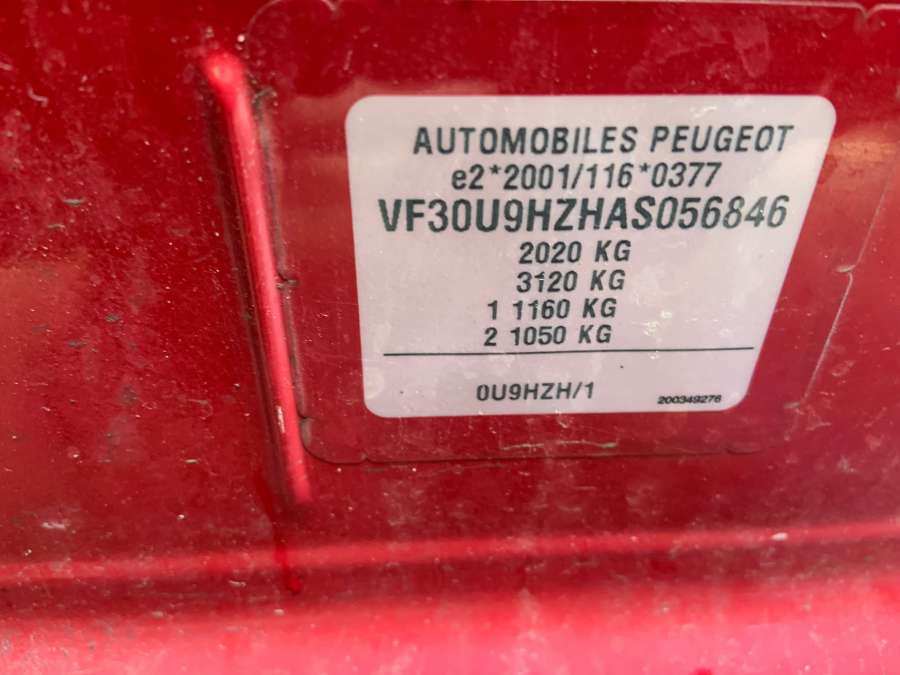 AUTOMOBILES PEUGEOT
e2*2001/116*0377
VF30U9HZHAS056846
2020 KG
3120 KG
1 1160 KG
2 1050 KG
0U9HZH/1
200349276